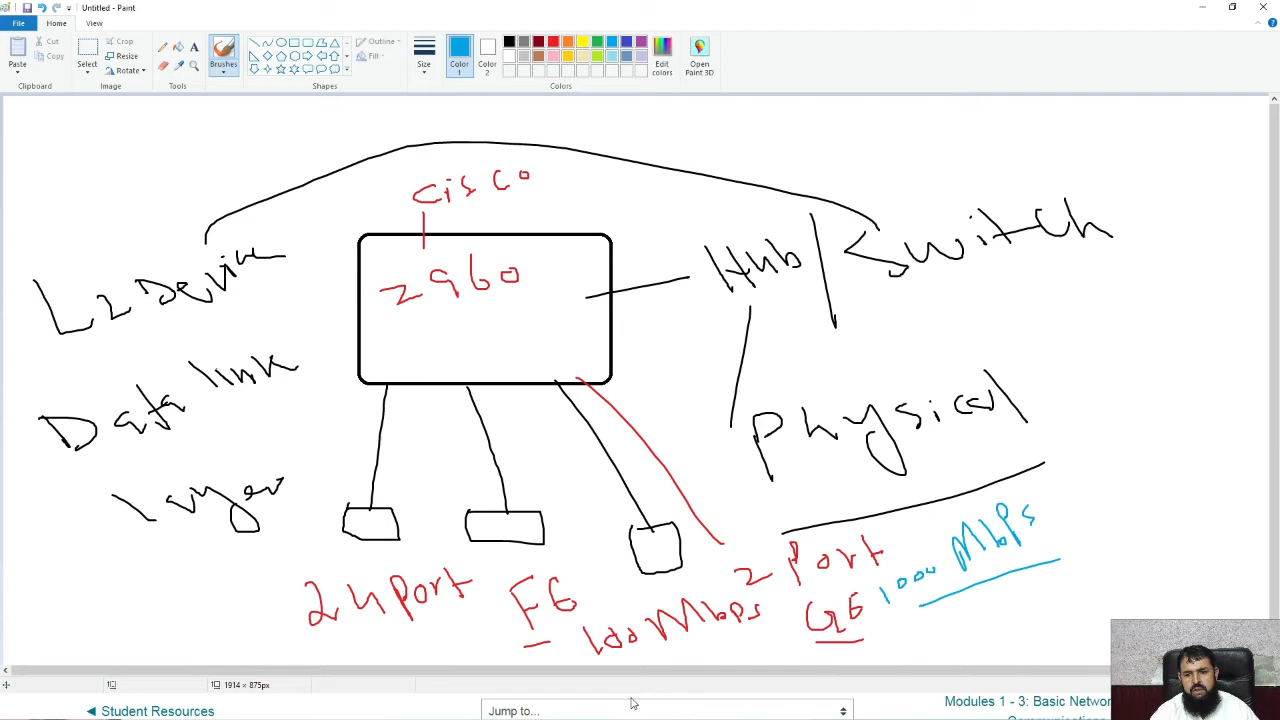 Untitled - Paint
File Home View
Paste
Cut
Copy
Clipboard
Select
Crop
Resize
Rotate
Image
A
Tools
Brushes
Outline
Fill
Shapes
Size
Color 1
Color 2
Edit colors
Colors
Open Paint 3D
Cisco
2960
Hub / Switch
L2 Device
Data link
layer
Physical
24 Port FE 100 Mbps
2 Port GE 1000 Mbps
1914 × 875px
◄ Student Resources
Jump to...
Modules 1 - 3: Basic Netwo